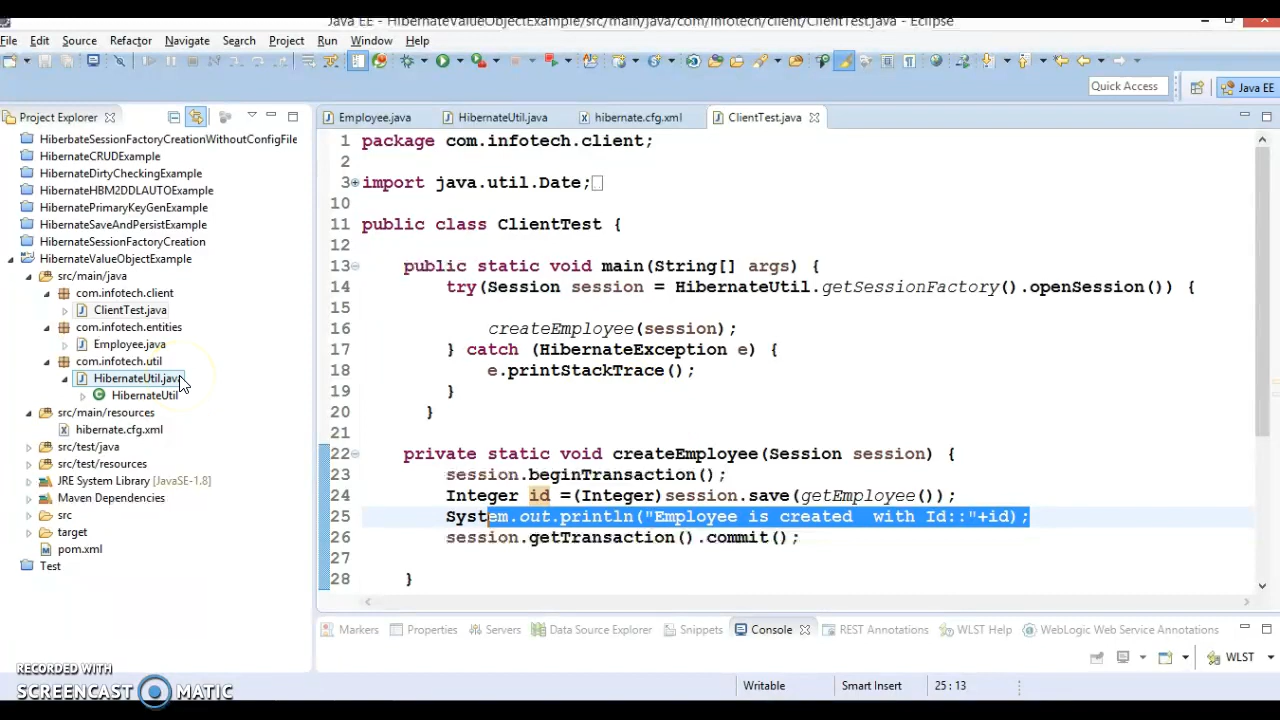 Java EE - HibernateValueObjectExample/src/main/java/com/infotech/client/ClientTest.java - Eclipse
File Edit Source Refactor Navigate Search Project Run Window Help
Quick Access
Java EE
Project Explorer
HiberbateSessionFactoryCreationWithoutConfigFile
HibernateCRUDExample
HibernateDirtyCheckingExample
HibernateHBM2DDLAUTOExample
HibernatePrimaryKeyGenExample
HibernateSaveAndPersistExample
HibernateSessionFactoryCreation
HibernateValueObjectExample
src/main/java
com.infotech.client
ClientTest.java
com.infotech.entities
Employee.java
com.infotech.util
HibernateUtil.java
HibernateUtil
src/main/resources
hibernate.cfg.xml
src/test/java
src/test/resources
JRE System Library [JavaSE-1.8]
Maven Dependencies
src
target
pom.xml
Test
Employee.java HibernateUtil.java hibernate.cfg.xml ClientTest.java
1 package com.infotech.client;
2
3 import java.util.Date;
10
11 public class ClientTest {
12
13 public static void main(String[] args) {
14 try(Session session = HibernateUtil.getSessionFactory().openSession()) {
15
16 createEmployee(session);
17 } catch (HibernateException e) {
18 e.printStackTrace();
19 }
20 }
21
22 private static void createEmployee(Session session) {
23 session.beginTransaction();
24 Integer id =(Integer)session.save(getEmployee());
25 System.out.println("Employee is created  with Id::"+id);
26 session.getTransaction().commit();
27
28 }
Markers Properties Servers Data Source Explorer Snippets Console REST Annotations WLST Help WebLogic Web Service Annotations
WLST
Writable Smart Insert 25 : 13
RECORDED WITH
SCREENCAST MATIC